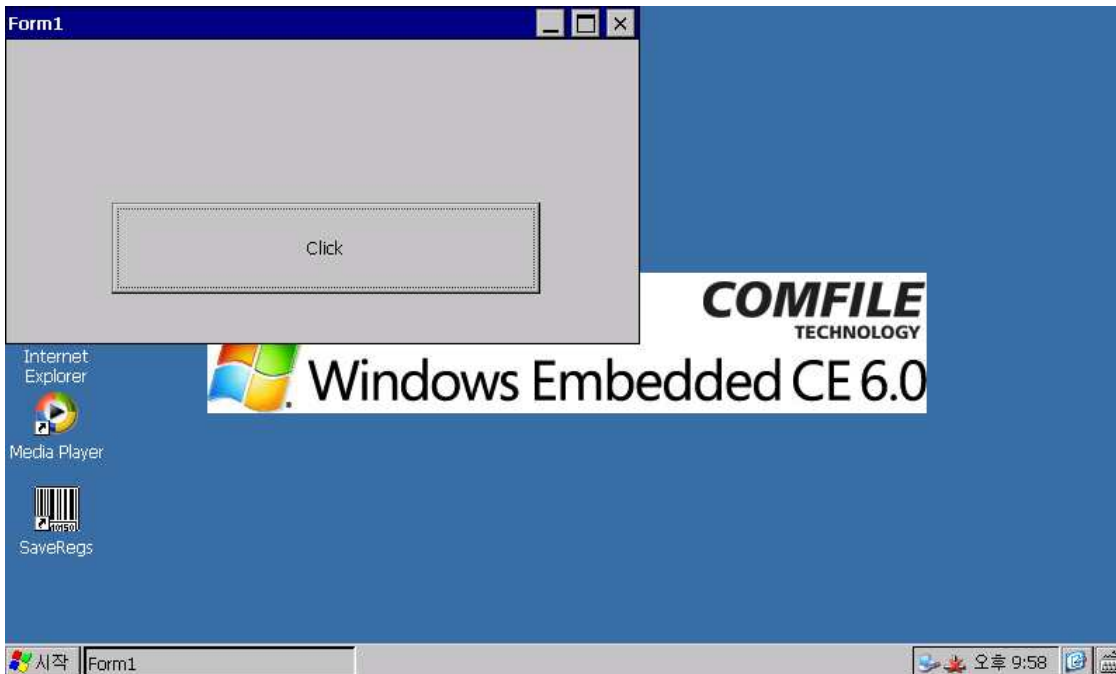 Form1
Click
COMFILE
TECHNOLOGY
Windows Embedded CE 6.0
Internet
Explorer
Media Player
SaveRegs
시작
Form1
오후 9:58